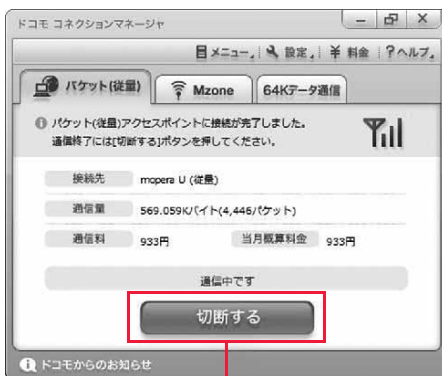 ドコモ コネクションマネージャ
メニュー 設定 ¥ 料金 ?ヘルプ
パケット(従量) Mzone 64Kデータ通信
パケット(従量)アクセスポイントに接続が完了しました。
通信終了には[切断する]ボタンを押してください。
接続先 mopera U (従量)
通信量 569.059Kバイト(4,446パケット)
通信料 933円 当月概算料金 933円
通信中です
切断する
ドコモからのお知らせ